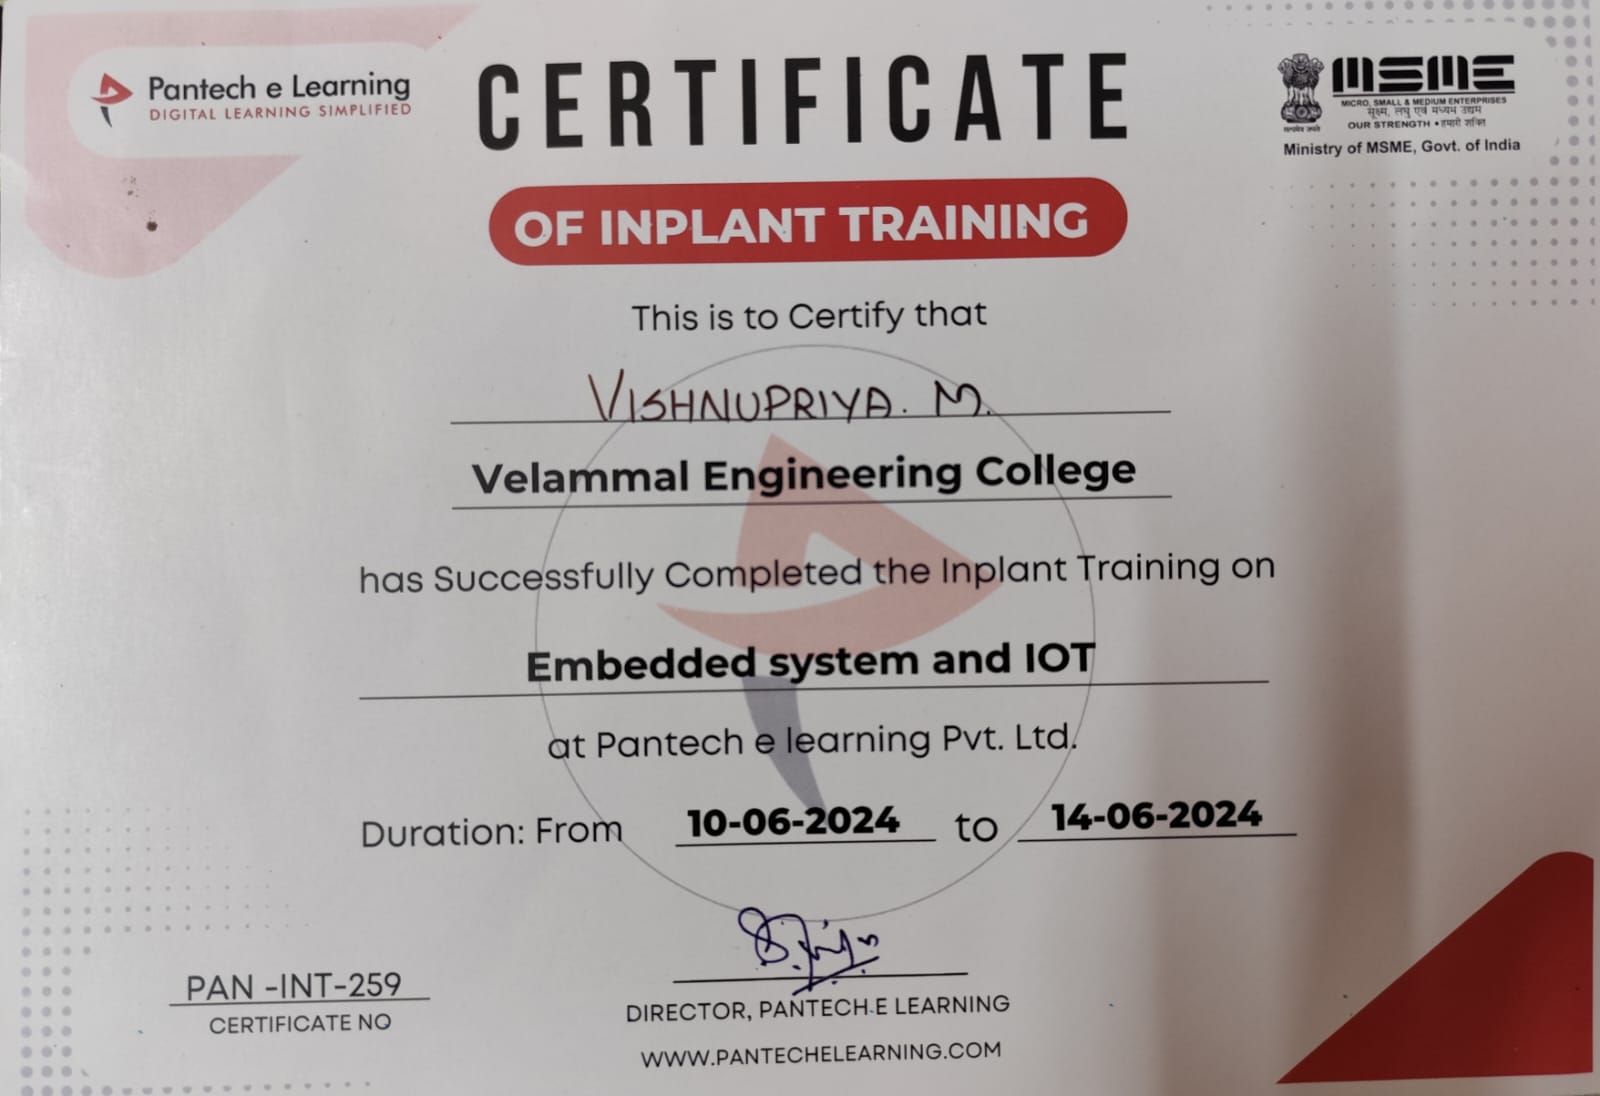 Pantech e Learning
DIGITAL LEARNING SIMPLIFIED
CERTIFICATE
OF INPLANT TRAINING
सत्यमेव जयते
MSME
MICRO, SMALL & MEDIUM ENTERPRISES
सूक्ष्म, लघु एवं मध्यम उद्यम
OUR STRENGTH • हमारी शक्ति
Ministry of MSME, Govt. of India
This is to Certify that
VISHNUPRIYA. M.
Velammal Engineering College
has Successfully Completed the Inplant Training on
Embedded system and IOT
at Pantech e learning Pvt. Ltd.
Duration: From 10-06-2024 to 14-06-2024
PAN -INT-259
CERTIFICATE NO
DIRECTOR, PANTECH E LEARNING
WWW.PANTECHELEARNING.COM